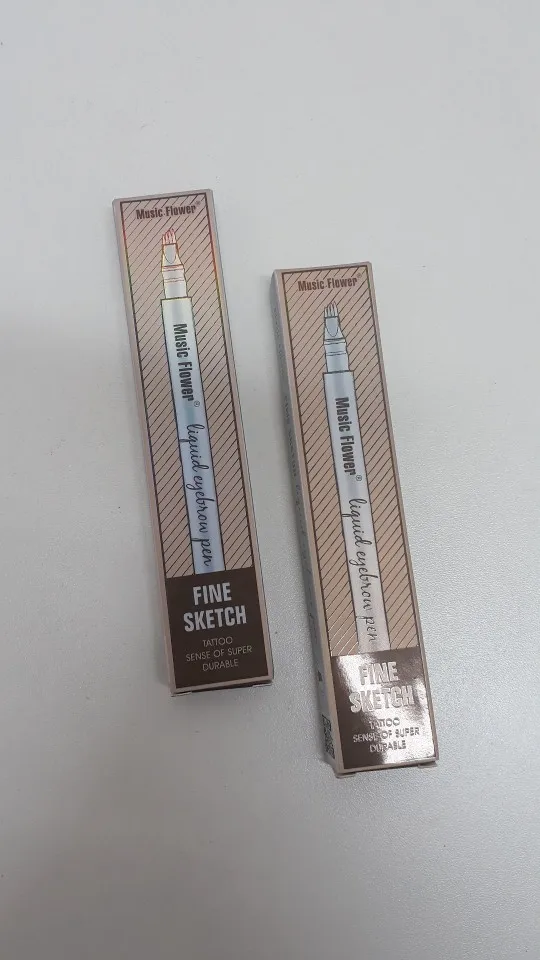 Music Flower®
Music Flower®
liquid eyebrow pen
FINE
SKETCH
TATTOO
SENSE OF SUPER
DURABLE
Music Flower®
Music Flower®
liquid eyebrow pen
FINE
SKETCH
TATTOO
SENSE OF SUPER
DURABLE